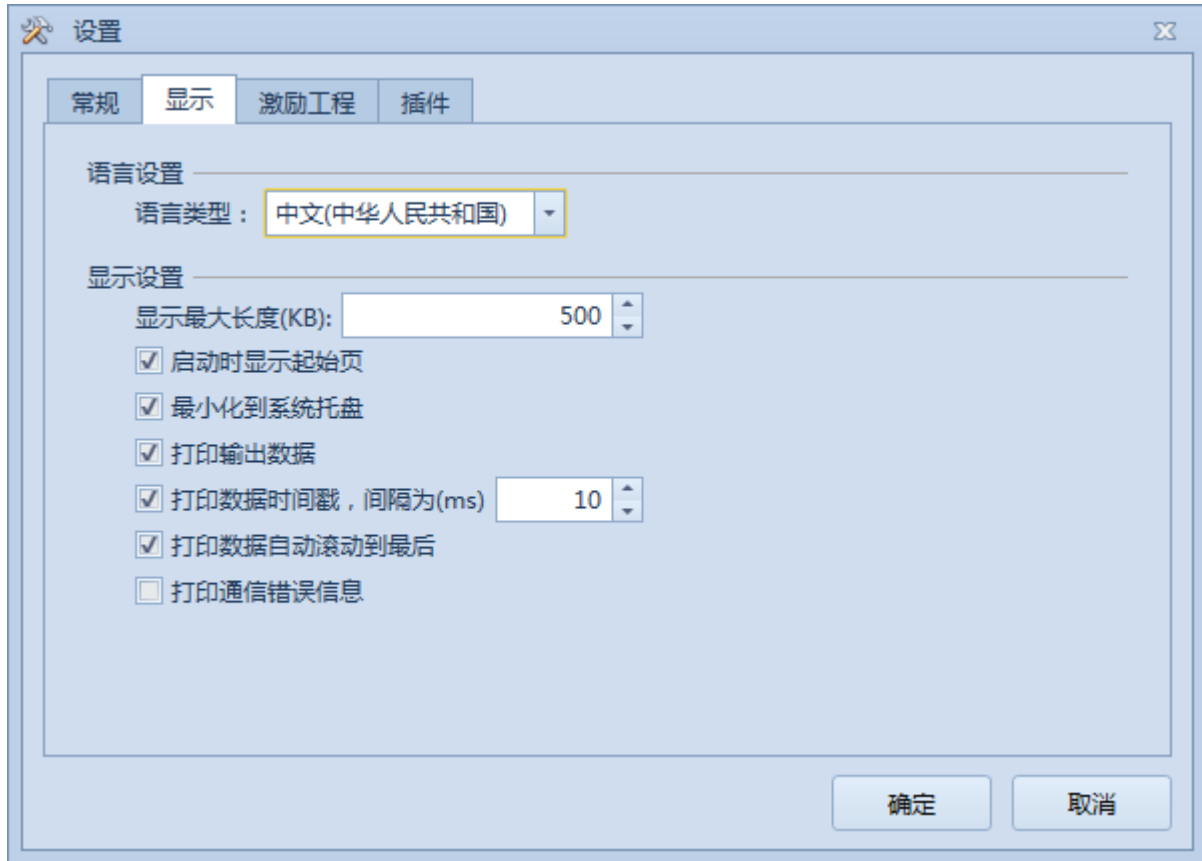 设置
常规 显示 激励工程 插件
语言设置
语言类型： 中文(中华人民共和国)
显示设置
显示最大长度(KB): 500
启动时显示起始页
最小化到系统托盘
打印输出数据
打印数据时间戳，间隔为(ms) 10
打印数据自动滚动到最后
打印通信错误信息
确定 取消